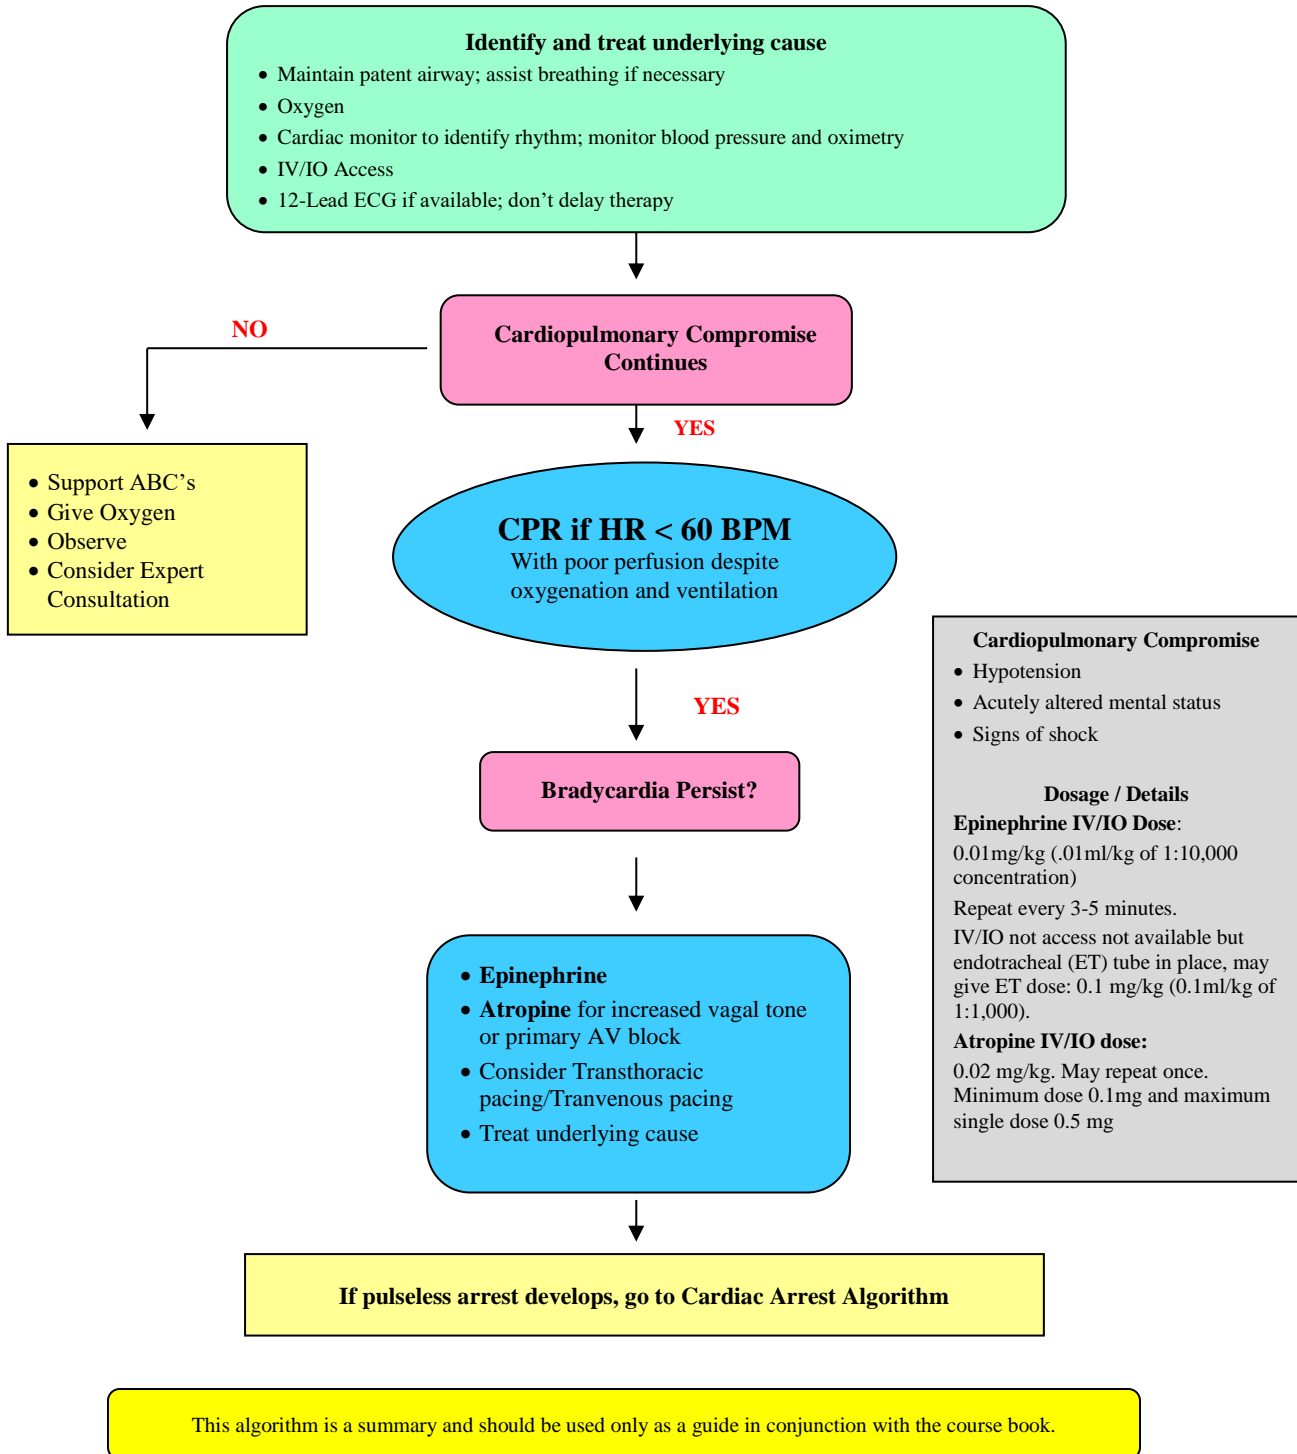 Identify and treat underlying cause
• Maintain patent airway; assist breathing if necessary
• Oxygen
• Cardiac monitor to identify rhythm; monitor blood pressure and oximetry
• IV/IO Access
• 12-Lead ECG if available; don’t delay therapy
Cardiopulmonary Compromise
Continues
NO
YES
• Support ABC’s
• Give Oxygen
• Observe
• Consider Expert
Consultation
CPR if HR < 60 BPM
With poor perfusion despite
oxygenation and ventilation
YES
Bradycardia Persist?
• Epinephrine
• Atropine for increased vagal tone
or primary AV block
• Consider Transthoracic
pacing/Tranvenous pacing
• Treat underlying cause
Cardiopulmonary Compromise
• Hypotension
• Acutely altered mental status
• Signs of shock
Dosage / Details
Epinephrine IV/IO Dose:
0.01mg/kg (.01ml/kg of 1:10,000
concentration)
Repeat every 3-5 minutes.
IV/IO not access not available but
endotracheal (ET) tube in place, may
give ET dose: 0.1 mg/kg (0.1ml/kg of
1:1,000).
Atropine IV/IO dose:
0.02 mg/kg. May repeat once.
Minimum dose 0.1mg and maximum
single dose 0.5 mg
If pulseless arrest develops, go to Cardiac Arrest Algorithm
This algorithm is a summary and should be used only as a guide in conjunction with the course book.